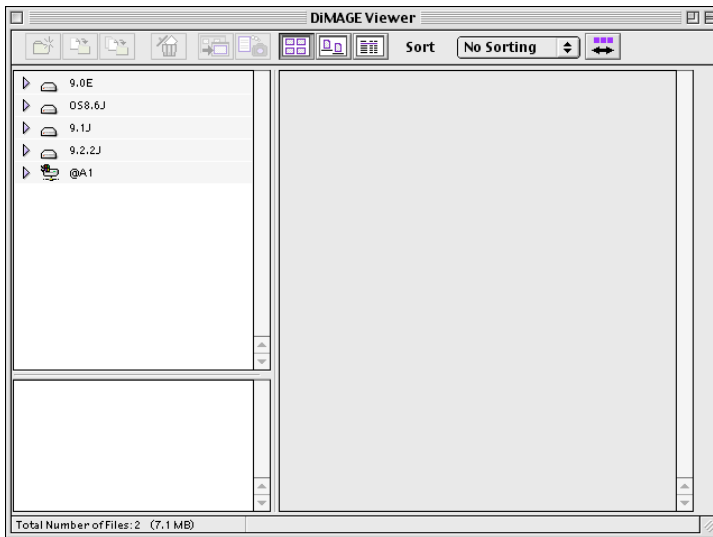 DiMAGE Viewer
Sort No Sorting
9.0E
OS8.6J
9.1J
9.2.2J
@A1
Total Number of Files: 2 (7.1 MB)